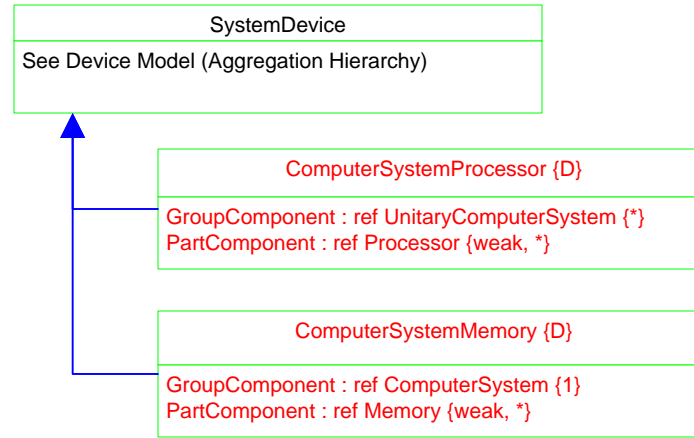 SystemDevice
See Device Model (Aggregation Hierarchy)
ComputerSystemProcessor {D}
GroupComponent : ref UnitaryComputerSystem {*}
PartComponent : ref Processor {weak, *}
ComputerSystemMemory {D}
GroupComponent : ref ComputerSystem {1}
PartComponent : ref Memory {weak, *}